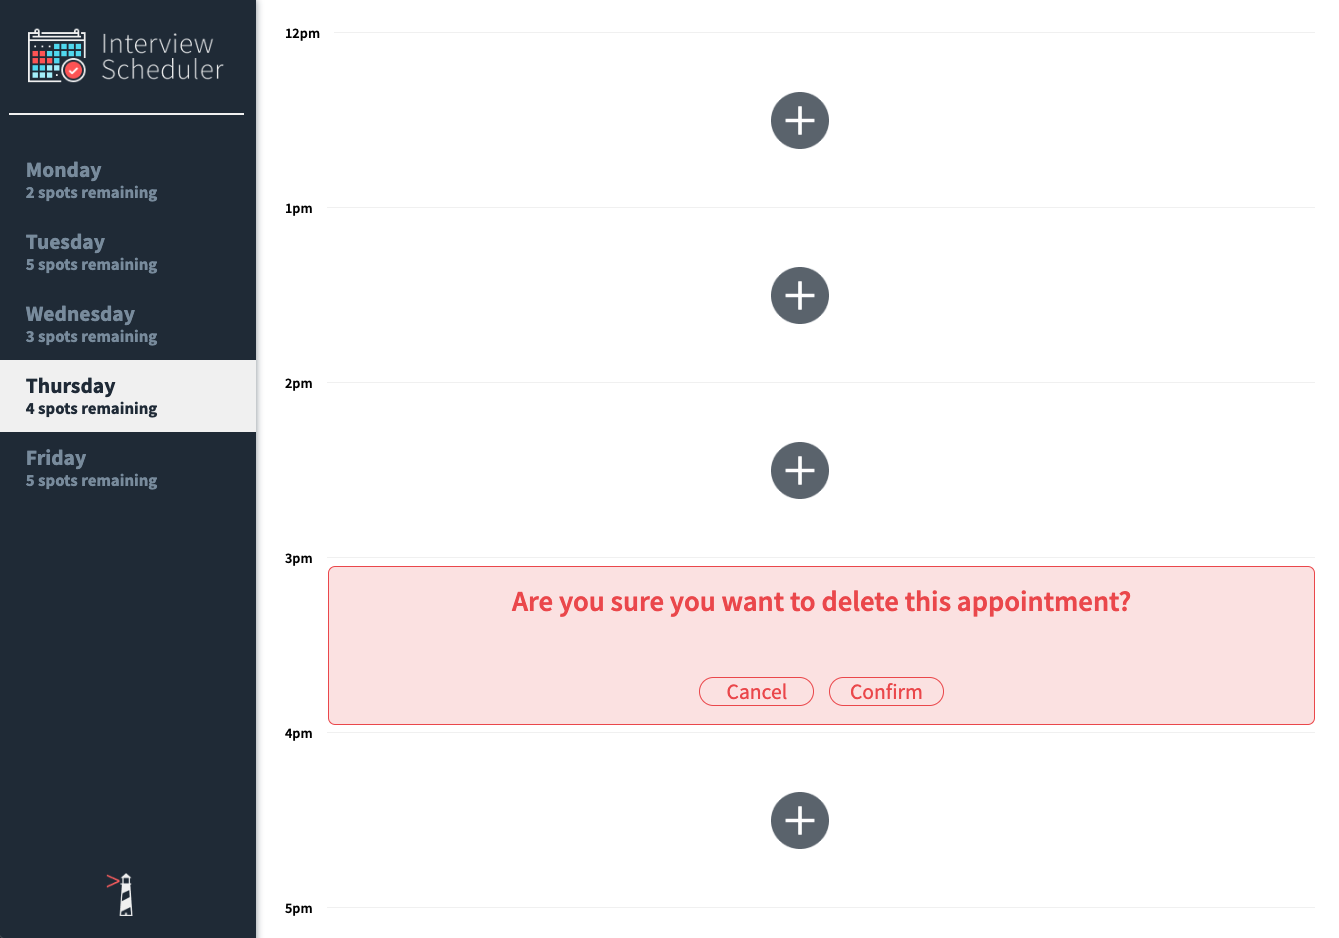 Interview
Scheduler
Monday
2 spots remaining
Tuesday
5 spots remaining
Wednesday
3 spots remaining
Thursday
4 spots remaining
Friday
5 spots remaining
12pm
1pm
2pm
3pm
Are you sure you want to delete this appointment?
Cancel Confirm
4pm
5pm